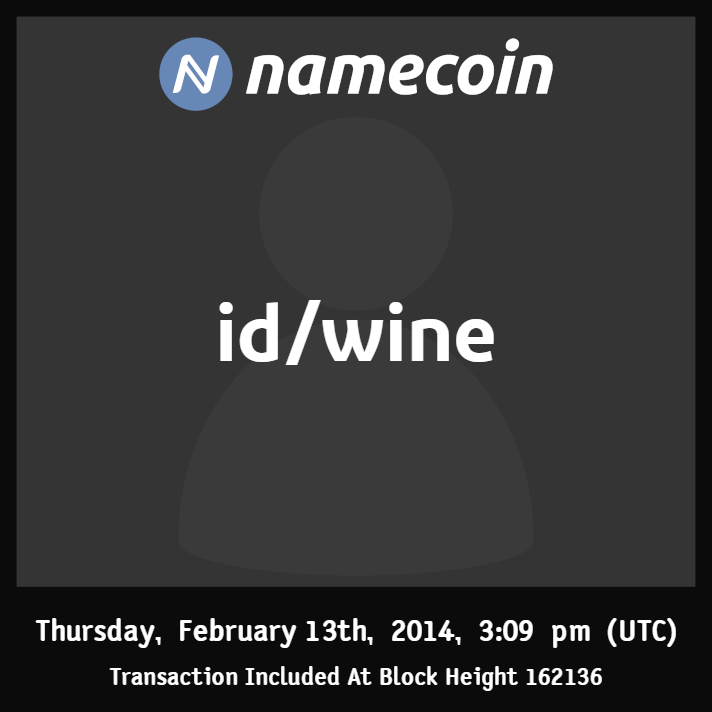 namecoin
id/wine
Thursday, February 13th, 2014, 3:09 pm (UTC)
Transaction Included At Block Height 162136